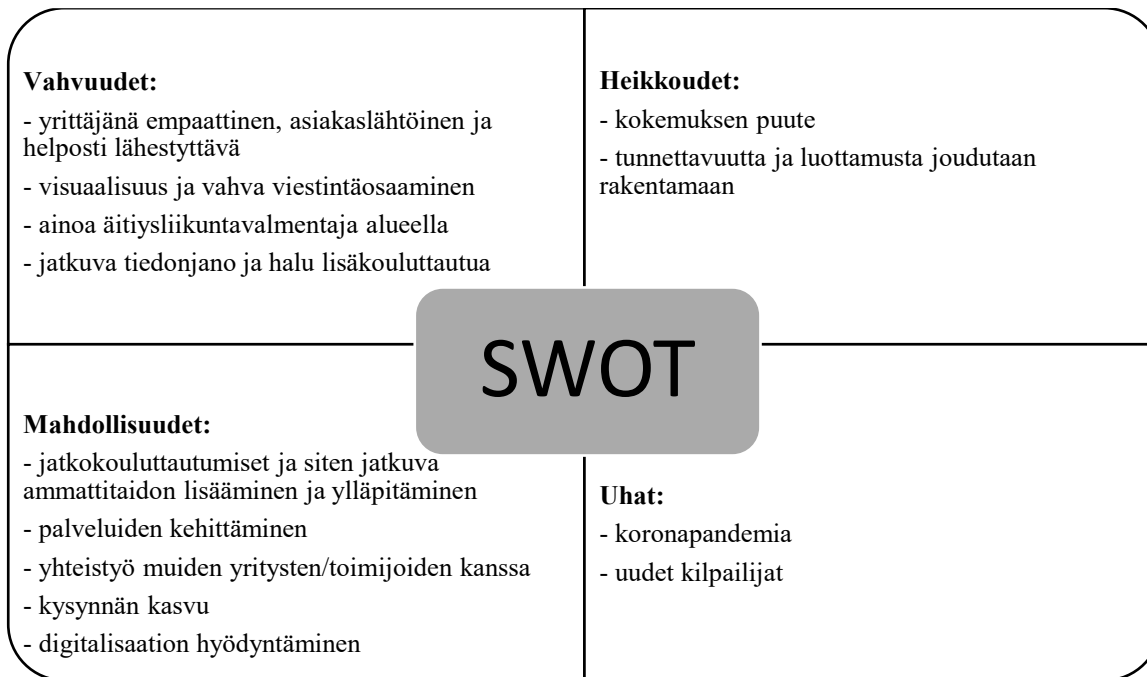 Vahvuudet:
- yrittäjänä empaattinen, asiakaslähtöinen ja
helposti lähestyttävä
- visuaalisuus ja vahva viestintäosaaminen
- ainoa äitiysliikuntavalmentaja alueella
- jatkuva tiedonjano ja halu lisäkouluttautua
Heikkoudet:
- kokemuksen puute
- tunnettavuutta ja luottamusta joudutaan
rakentamaan
SWOT
Mahdollisuudet:
- jatkokouluttautumiset ja siten jatkuva
ammattitaidon lisääminen ja ylläpitäminen
- palveluiden kehittäminen
- yhteistyö muiden yritysten/toimijoiden kanssa
- kysynnän kasvu
- digitalisaation hyödyntäminen
Uhat:
- koronapandemia
- uudet kilpailijat